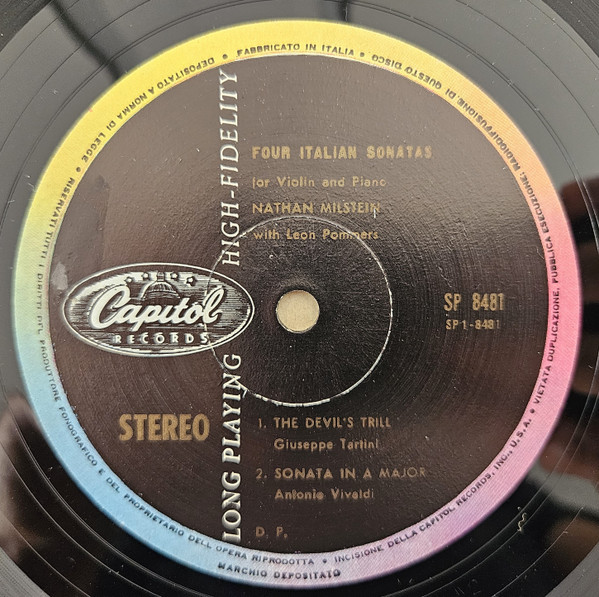 FOUR ITALIAN SONATAS
for Violin and Piano
NATHAN MILSTEIN
with Leon Pommers
LONG PLAYING HIGH-FIDELITY
Capitol
RECORDS
SP 8481
SP1-8481
STEREO
1. THE DEVIL'S TRILL
Giuseppe Tartini
2. SONATA IN A MAJOR
Antonio Vivaldi
D. P.
FABBRICATO IN ITALIA • VIETATA DUPLICAZIONE, PUBBLICA ESECUZIONE, RADIODIFFUSIONE, DI QUESTO DISCO •
INCISIONE DELLA CAPITOL RECORDS, INC., U.S.A. •
MARCHIO DEPOSITATO
RISERVATI TUTTI I DIRITTI DEL PRODUTTORE FONOGRAFICO E DEL PROPRIETARIO DELL'OPERA RIPRODOTTA •
DEPOSITATO A NORMA DI LEGGE •